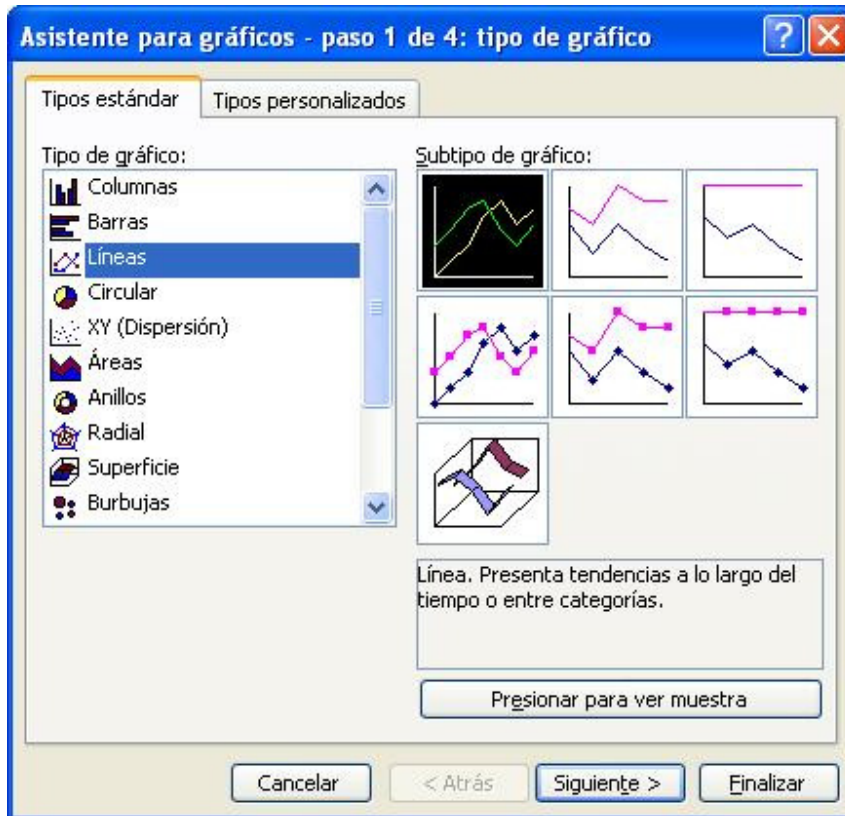 Asistente para gráficos - paso 1 de 4: tipo de gráfico
Tipos estándar
Tipos personalizados
Tipo de gráfico:
Columnas
Barras
Líneas
Circular
XY (Dispersión)
Áreas
Anillos
Radial
Superficie
Burbujas
Subtipo de gráfico:
Línea. Presenta tendencias a lo largo del
tiempo o entre categorías.
Presionar para ver muestra
Cancelar
< Atrás
Siguiente >
Finalizar